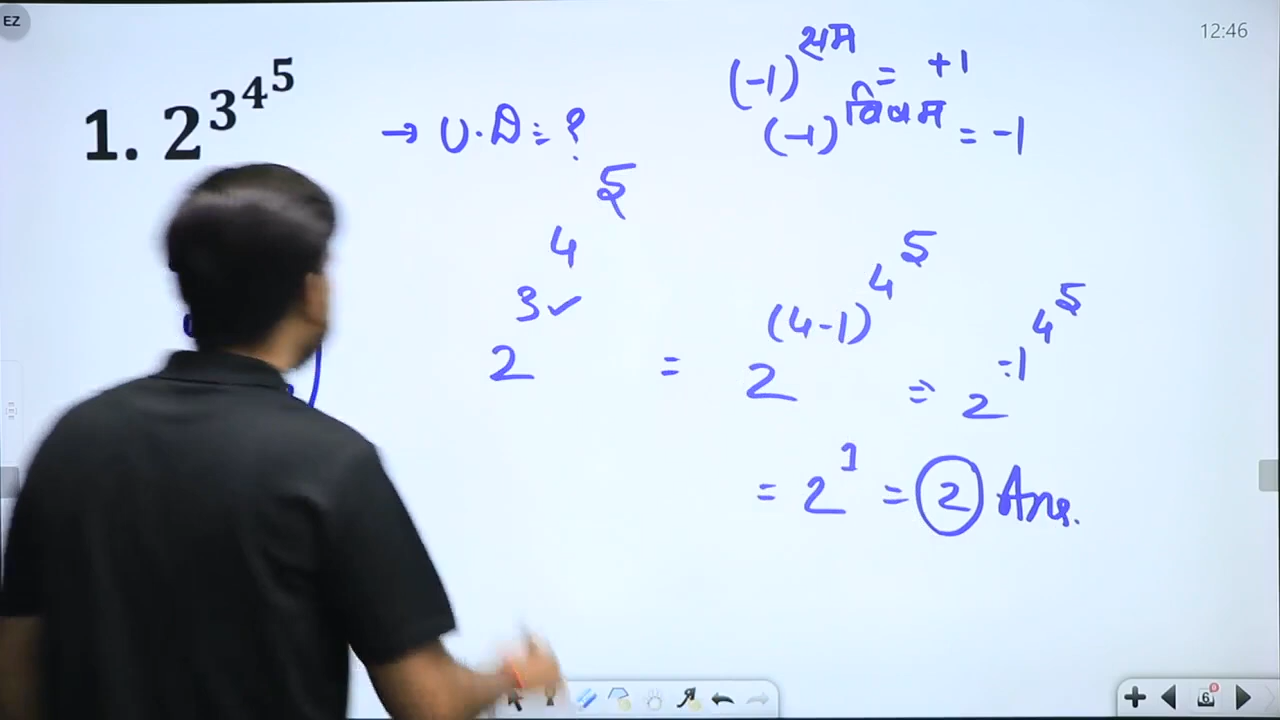 EZ
12:46
1. 2^3^4^5
→ U.D = ?
(-1)^सम = +1
(-1)^विषम = -1
2^3^4^5 = 2^(4-1)^4^5 = 2^-1^4^5
= 2^1 = 2 Ans.
6